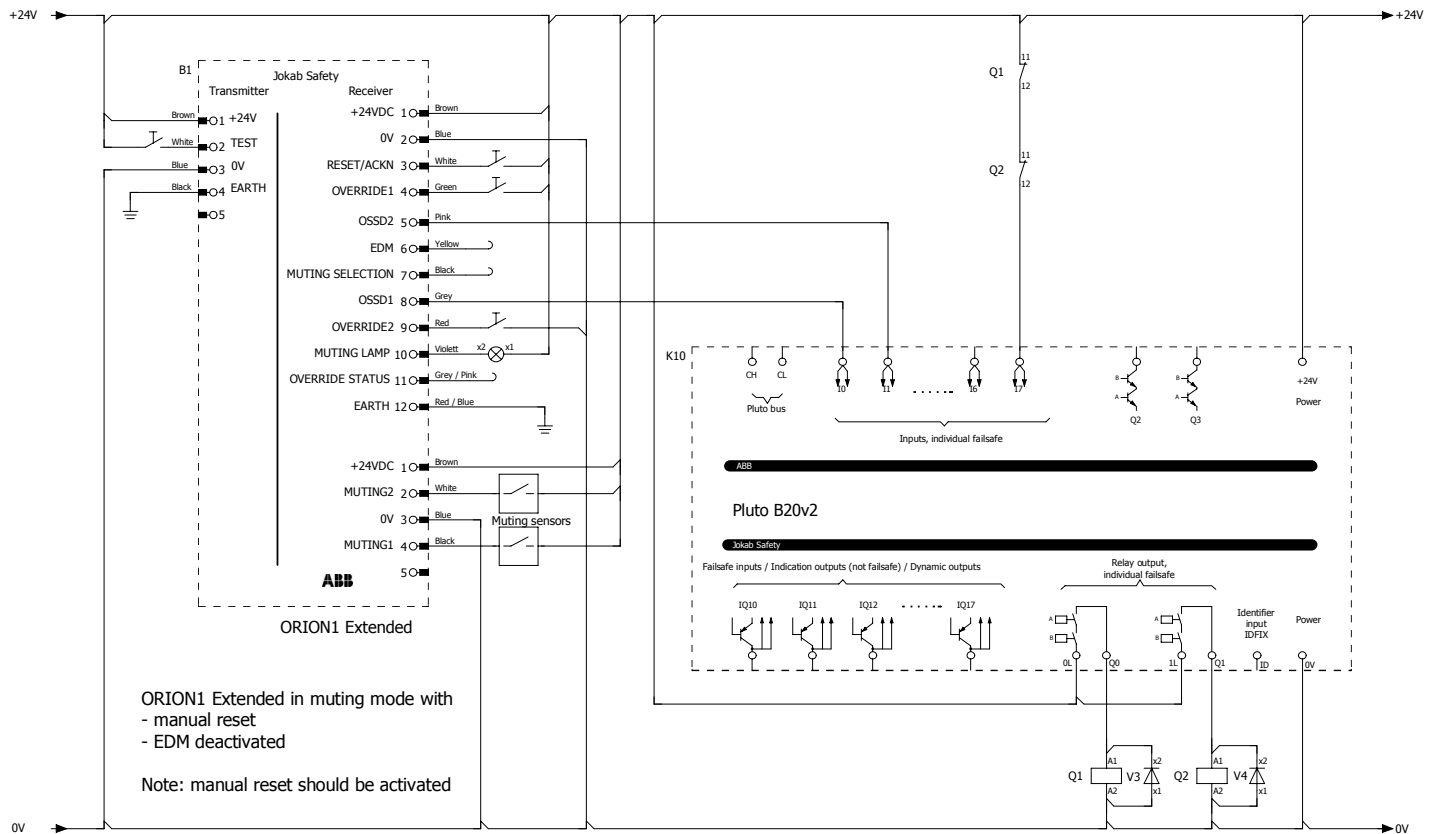 +24V
+24V
B1
Jokab Safety
Transmitter
Receiver
Brown
1 +24V
White
2 TEST
Blue
3 0V
Black
4 EARTH
5
+24VDC 1
Brown
0V 2
Blue
RESET/ACKN 3
White
OVERRIDE1 4
Green
OSSD2 5
Pink
EDM 6
Yellow
MUTING SELECTION 7
Black
OSSD1 8
Grey
OVERRIDE2 9
Red
MUTING LAMP 10
Violett
x2
x1
OVERRIDE STATUS 11
Grey / Pink
EARTH 12
Red / Blue
+24VDC 1
Brown
MUTING2 2
White
0V 3
Blue
Muting sensors
MUTING1 4
Black
5
ABB
ORION1 Extended
Q1
11
12
Q2
11
12
K10
CH
CL
Pluto bus
I0
I1
......
I6
I7
Inputs, individual failsafe
B
A
Q2
B
A
Q3
+24V
Power
ABB
Pluto B20v2
Jokab Safety
Failsafe inputs / Indication outputs (not failsafe) / Dynamic outputs
IQ10
IQ11
IQ12
......
IQ17
Relay output,
individual failsafe
A
B
0L
Q0
A
B
1L
Q1
Identifier
input
IDFIX
ID
Power
0V
Q1
A1
A2
V3
x2
x1
Q2
A1
A2
V4
x2
x1
ORION1 Extended in muting mode with
- manual reset
- EDM deactivated
Note: manual reset should be activated
0V
0V